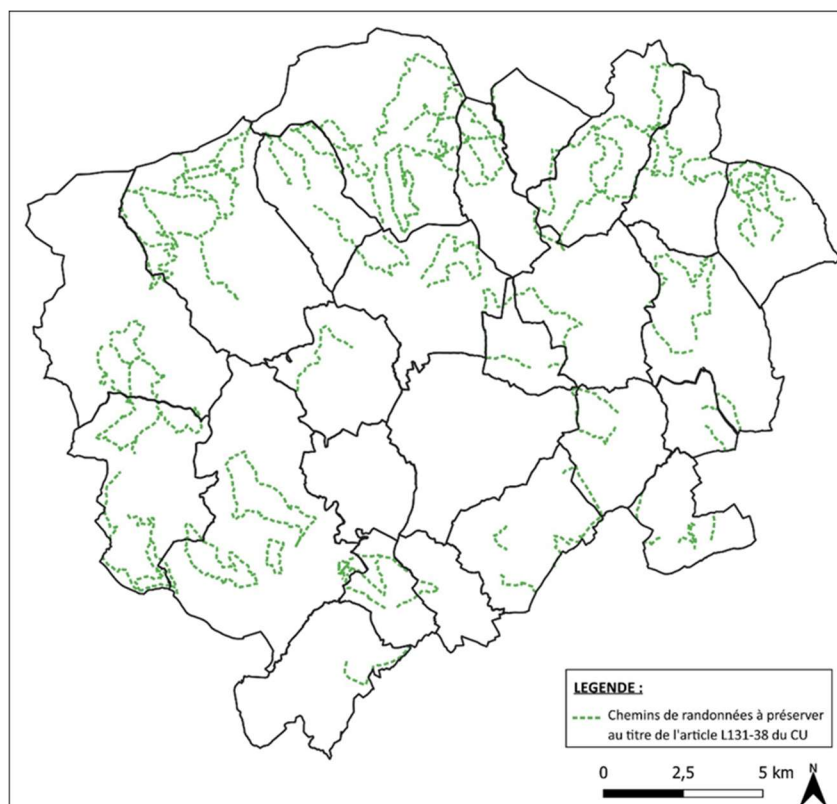 LEGENDE :
Chemins de randonnées à préserver
au titre de l'article L131-38 du CU
0 2,5 5 km
N